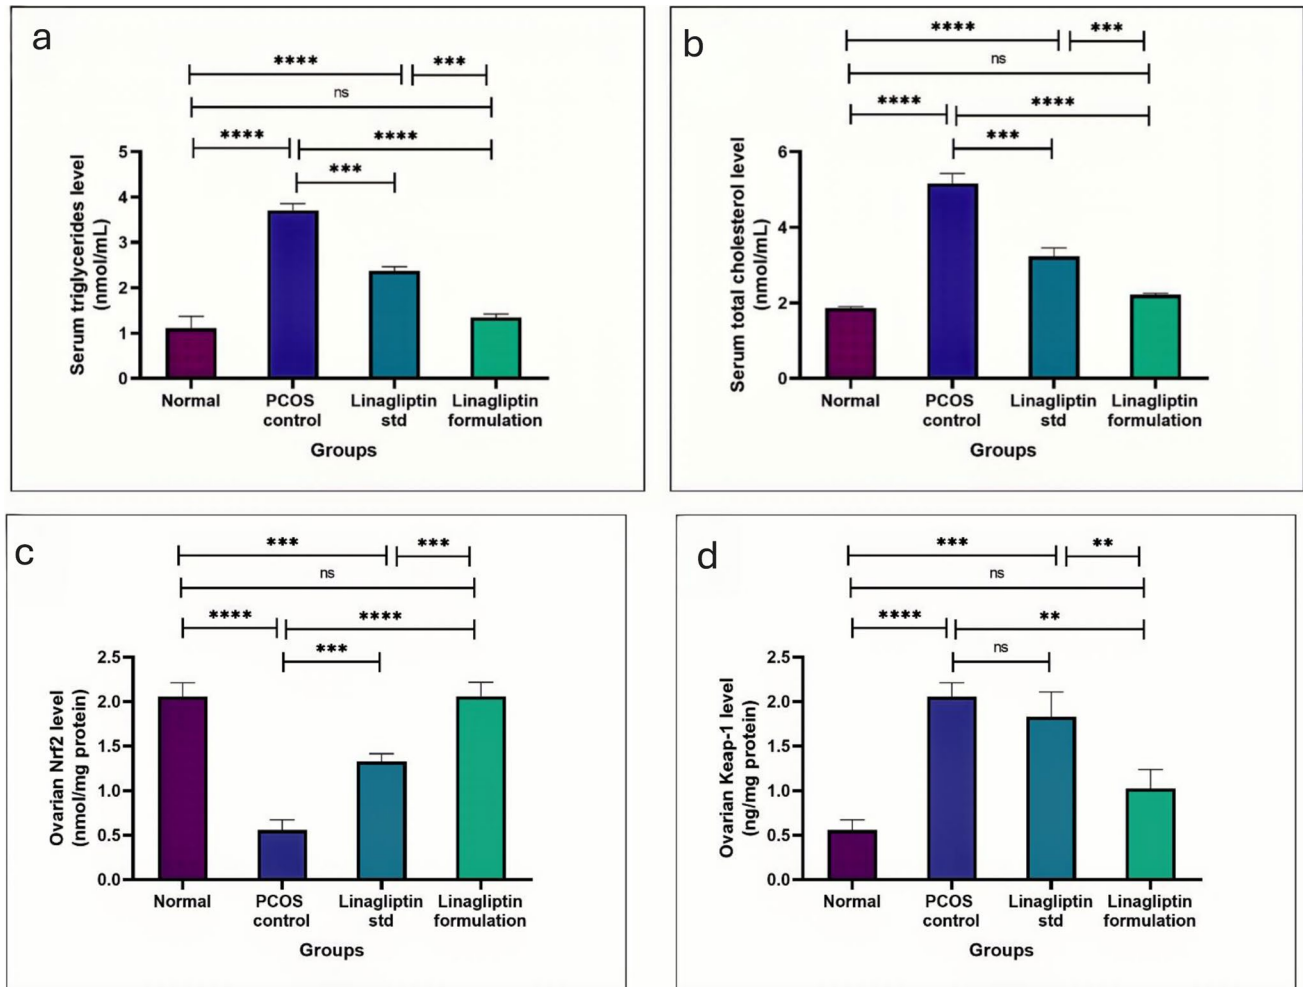 a
**** ***
ns
**** ****
***
Serum triglycerides level
(nmol/mL)
5
4
3
2
1
0
Normal PCOS control Linagliptin std Linagliptin formulation
Groups
b
**** ***
ns
**** ****
***
Serum total cholesterol level
(nmol/mL)
6
4
2
0
Normal PCOS control Linagliptin std Linagliptin formulation
Groups
c
*** ***
ns
**** ****
***
Ovarian Nrf2 level
(nmol/mg protein)
2.5
2.0
1.5
1.0
0.5
0.0
Normal PCOS control Linagliptin std Linagliptin formulation
Groups
d
*** **
ns
**** **
ns
Ovarian Keap-1 level
(ng/mg protein)
2.5
2.0
1.5
1.0
0.5
0.0
Normal PCOS control Linagliptin std Linagliptin formulation
Groups